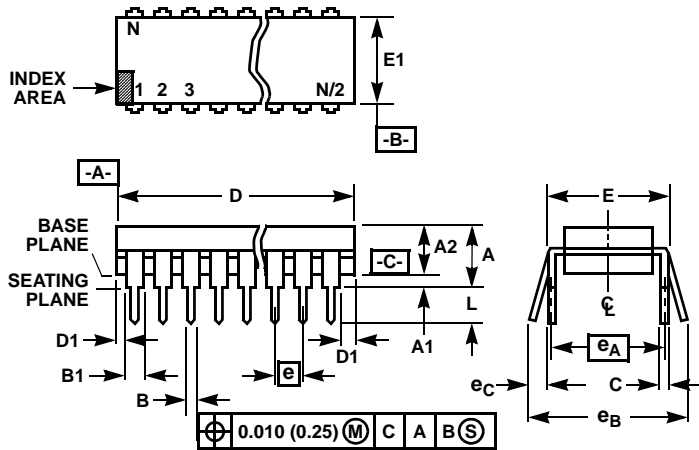 N
E1
INDEX
AREA
1 2 3 N/2
-B-
-A-
D
E
BASE
PLANE
A2 A
-C-
SEATING
PLANE
L
C
L
D1
A1
D1
eA
B1
e
eC
C
B
eB
0.010 (0.25) M C A B S